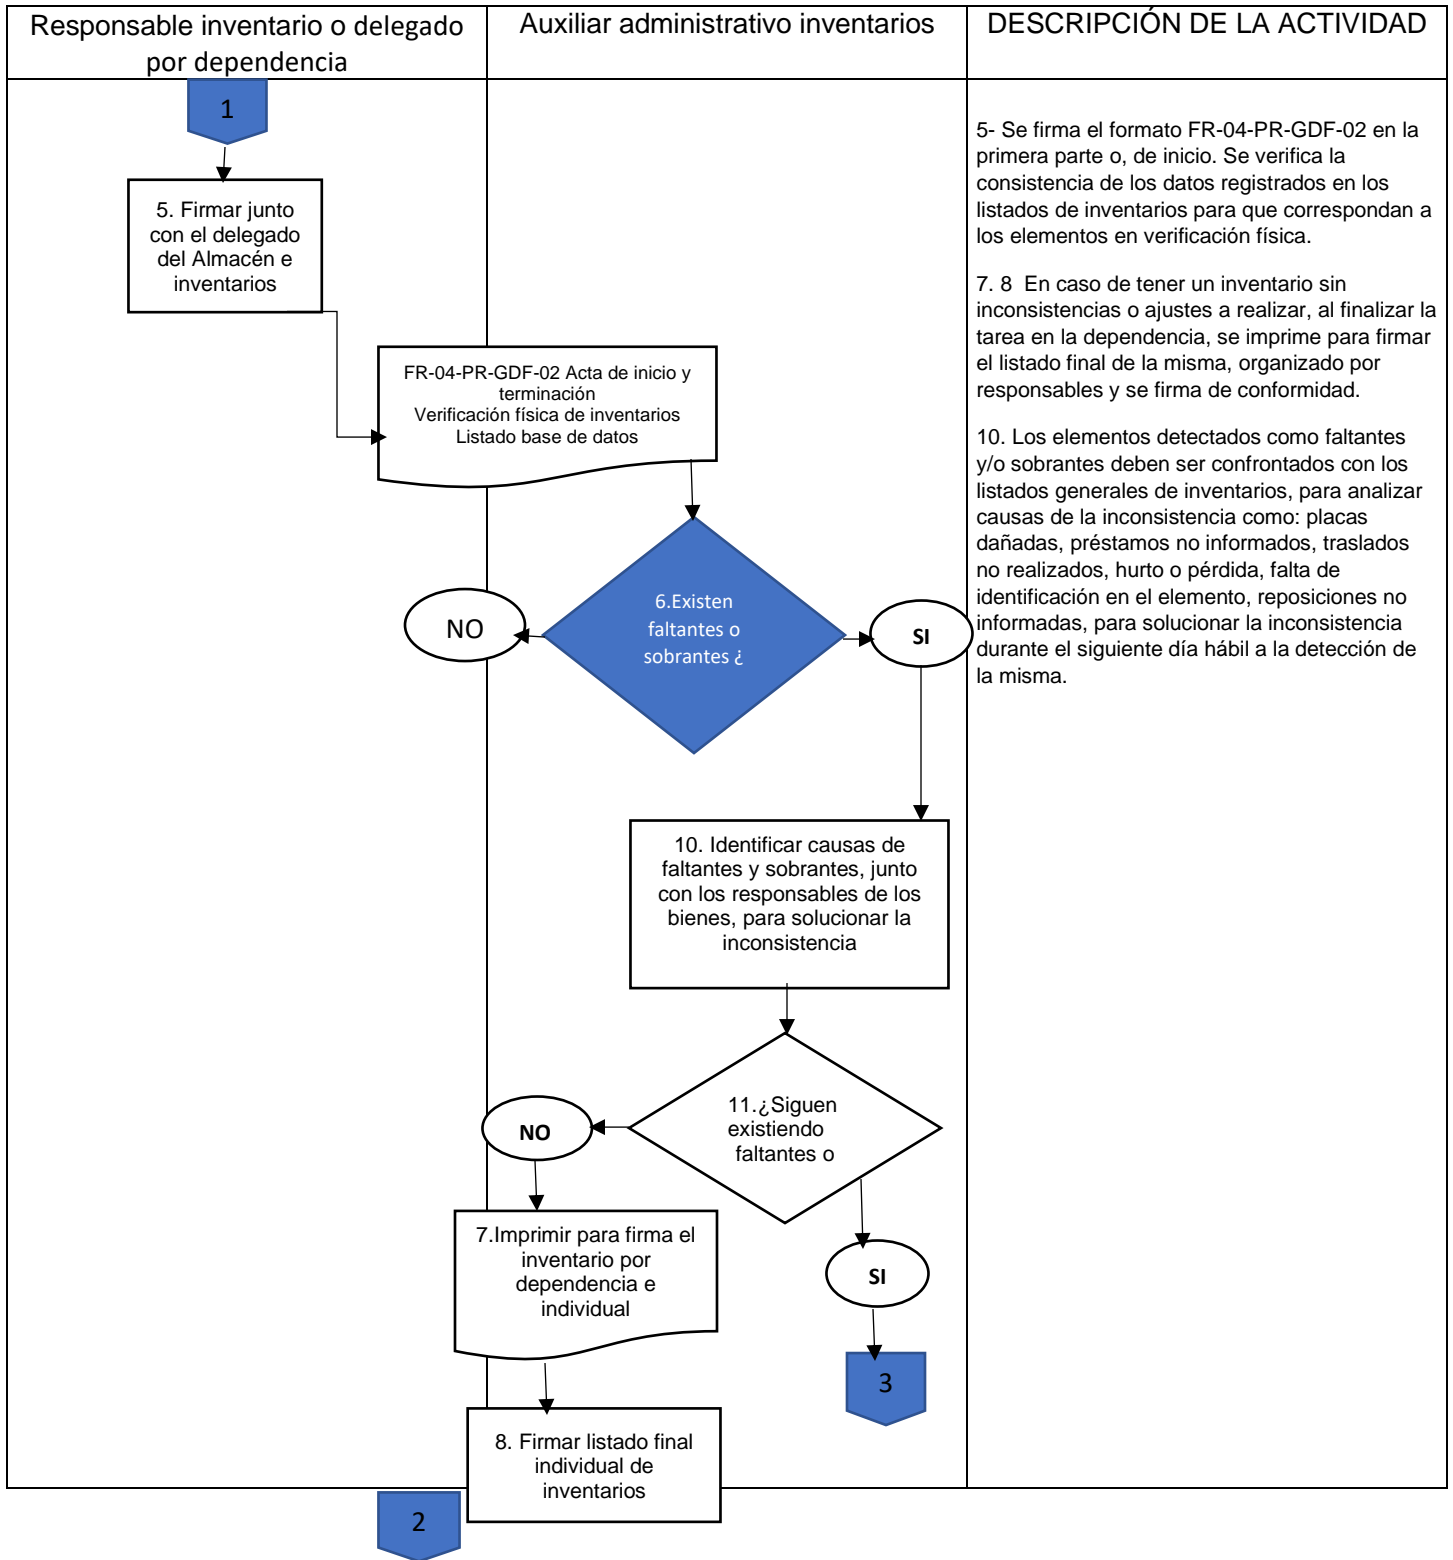 Responsable inventario o delegado
por dependencia
Auxiliar administrativo inventarios
DESCRIPCIÓN DE LA ACTIVIDAD
1
5. Firmar junto
con el delegado
del Almacén e
inventarios
FR-04-PR-GDF-02 Acta de inicio y
terminación
Verificación física de inventarios
Listado base de datos
6.Existen
faltantes o
sobrantes ¿
NO
SI
10. Identificar causas de
faltantes y sobrantes, junto
con los responsables de los
bienes, para solucionar la
inconsistencia
11.¿Siguen
existiendo
faltantes o
NO
SI
7.Imprimir para firma el
inventario por
dependencia e
individual
3
8. Firmar listado final
individual de
inventarios
2
5- Se firma el formato FR-04-PR-GDF-02 en la
primera parte o, de inicio. Se verifica la
consistencia de los datos registrados en los
listados de inventarios para que correspondan a
los elementos en verificación física.
7. 8 En caso de tener un inventario sin
inconsistencias o ajustes a realizar, al finalizar la
tarea en la dependencia, se imprime para firmar
el listado final de la misma, organizado por
responsables y se firma de conformidad.
10. Los elementos detectados como faltantes
y/o sobrantes deben ser confrontados con los
listados generales de inventarios, para analizar
causas de la inconsistencia como: placas
dañadas, préstamos no informados, traslados
no realizados, hurto o pérdida, falta de
identificación en el elemento, reposiciones no
informadas, para solucionar la inconsistencia
durante el siguiente día hábil a la detección de
la misma.